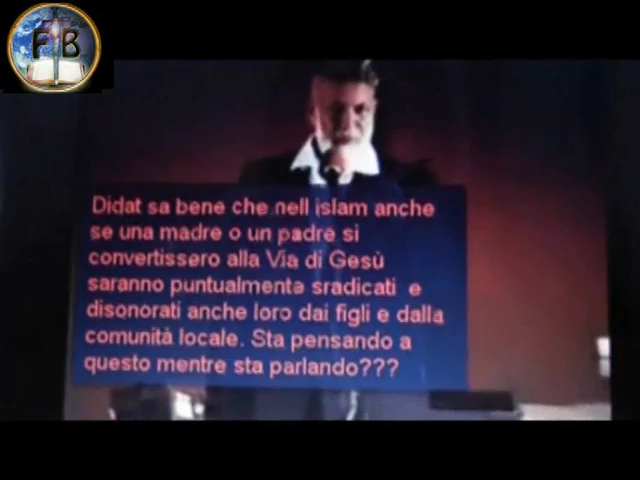 FB
Didat sa bene che nell islam anche
se una madre o un padre si
convertissero alla Via di Gesù
saranno puntualmente sradicati e
disonorati anche loro dai figli e dalla
comunità locale. Sta pensando a
questo mentre sta parlando???